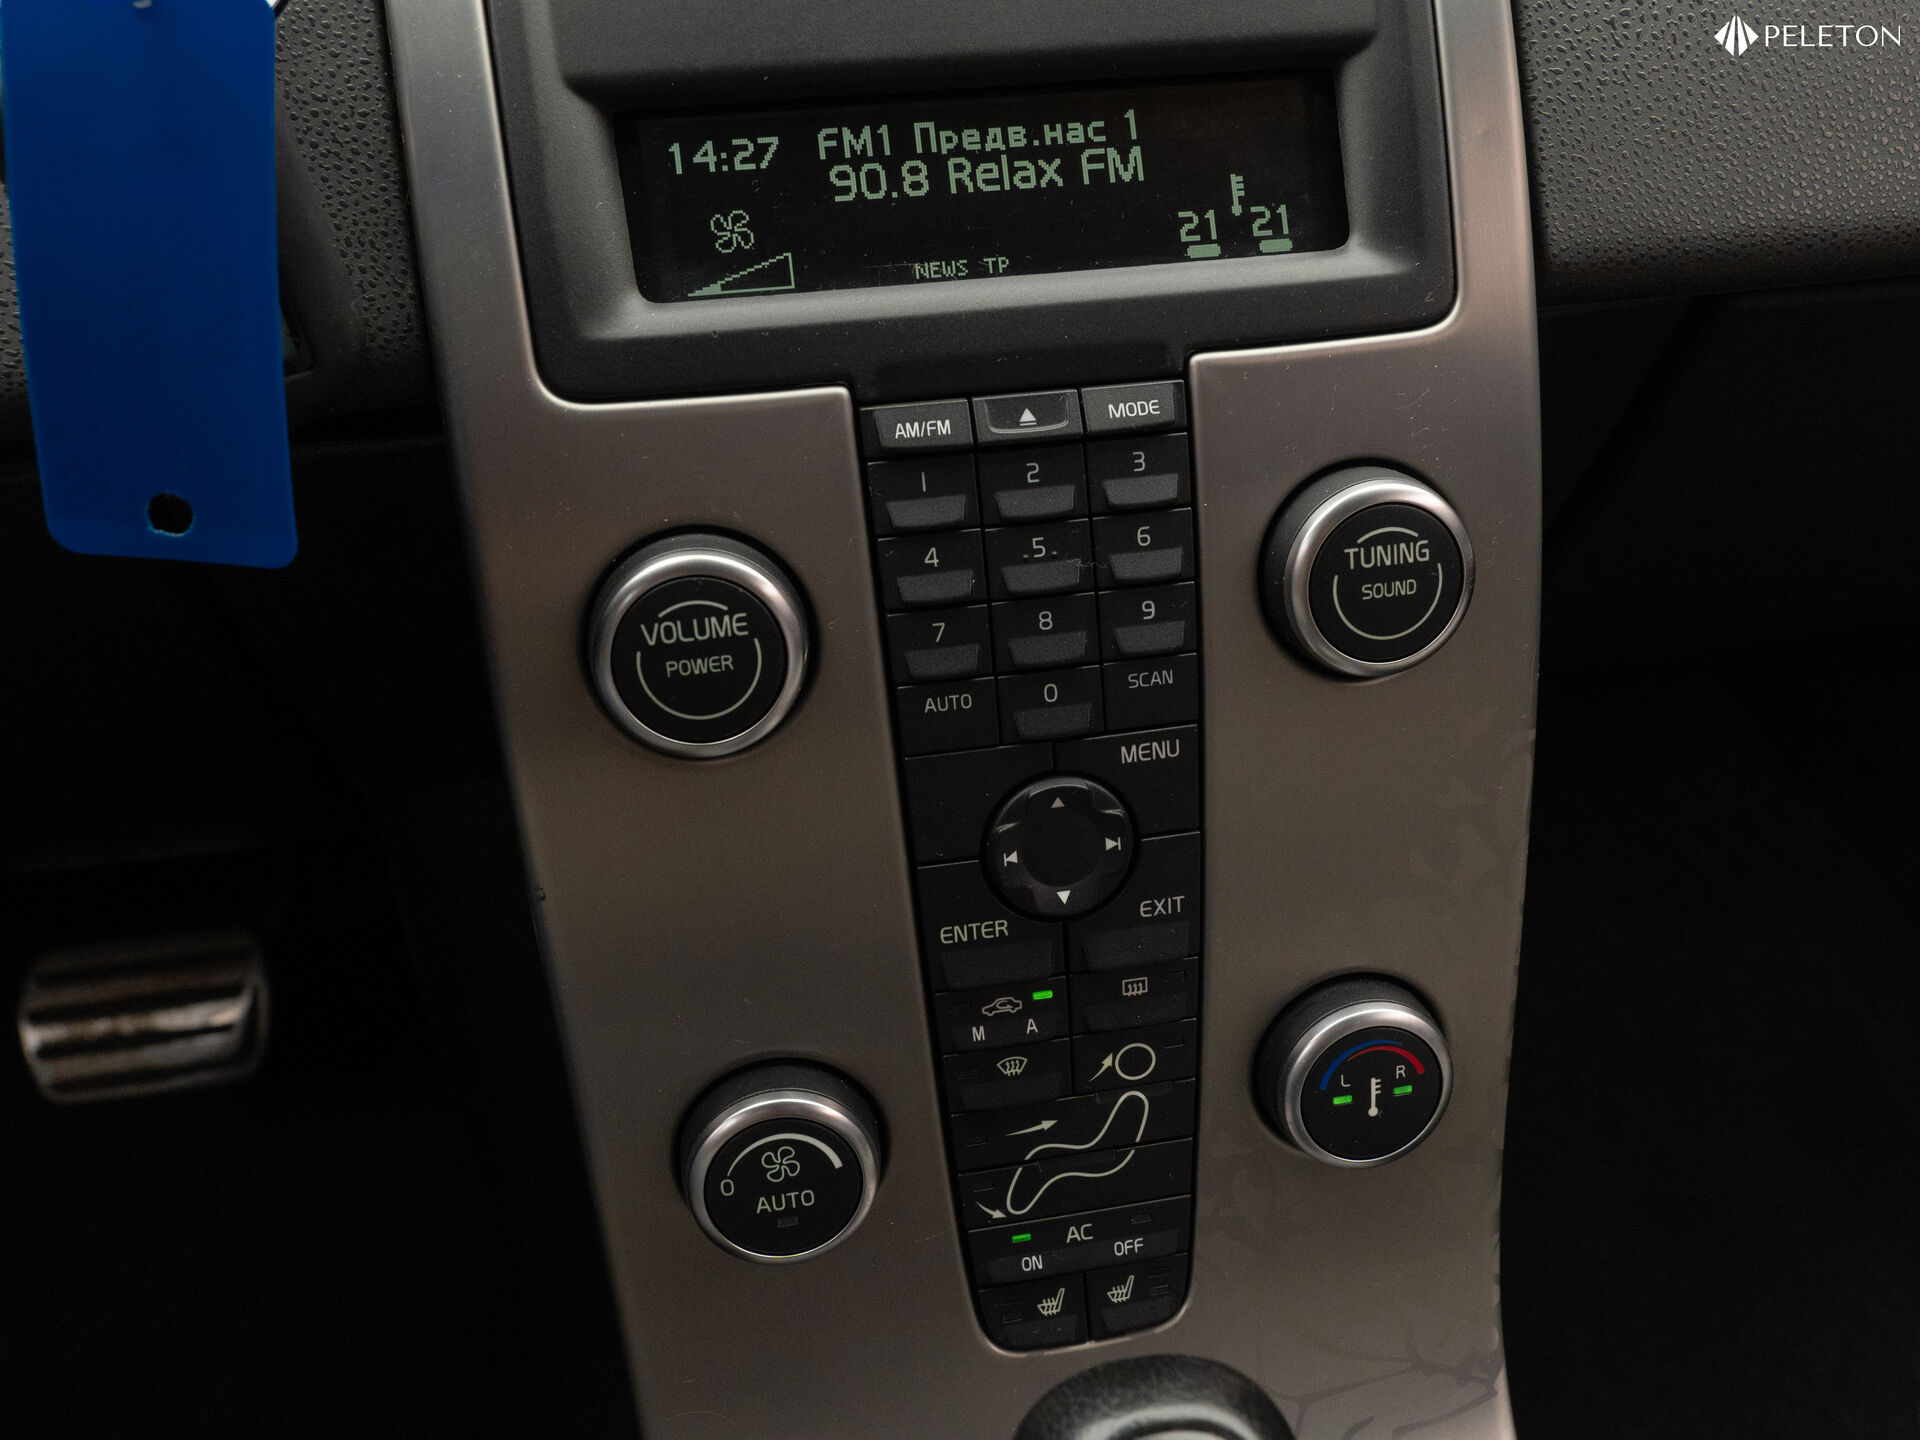 PELETON
14:27
FM1 Предв.нас 1
90.8 Relax FM
21 21
NEWS TP
AM/FM
MODE
1 2 3
4 5 6
7 8 9
AUTO 0 SCAN
VOLUME
POWER
TUNING
SOUND
MENU
ENTER
EXIT
M A
L R
0
AUTO
AC
ON OFF